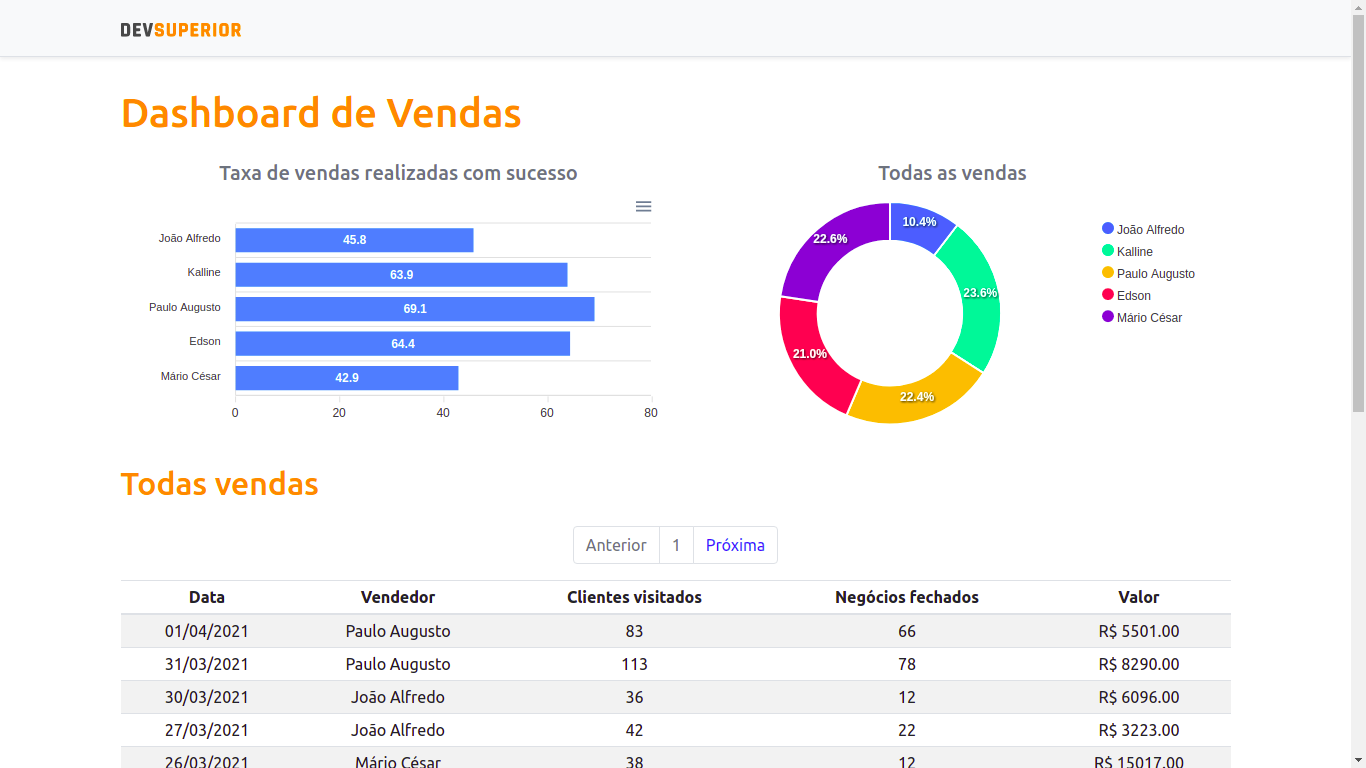 DEVSUPERIOR
Dashboard de Vendas
Taxa de vendas realizadas com sucesso
João Alfredo 45.8
Kalline 63.9
Paulo Augusto 69.1
Edson 64.4
Mário César 42.9
0 20 40 60 80
Todas as vendas
10.4%
23.6%
22.4%
21.0%
22.6%
João Alfredo
Kalline
Paulo Augusto
Edson
Mário César
Todas vendas
Anterior 1 Próxima
Data Vendedor Clientes visitados Negócios fechados Valor
01/04/2021 Paulo Augusto 83 66 R$ 5501.00
31/03/2021 Paulo Augusto 113 78 R$ 8290.00
30/03/2021 João Alfredo 36 12 R$ 6096.00
27/03/2021 João Alfredo 42 22 R$ 3223.00
26/03/2021 Mário César 38 12 R$ 15017.00